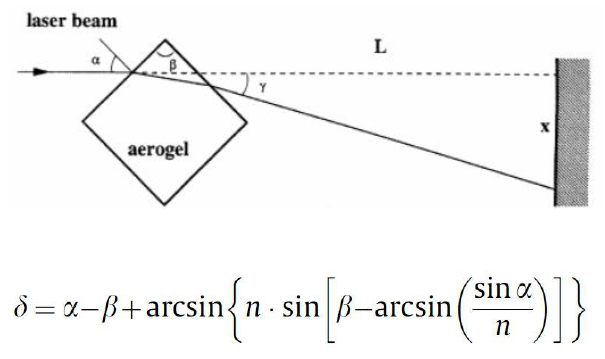 laser beam
α
β
L
γ
x
aerogel
δ = α−β+arcsin{n · sin[β−arcsin(sin α / n)]}